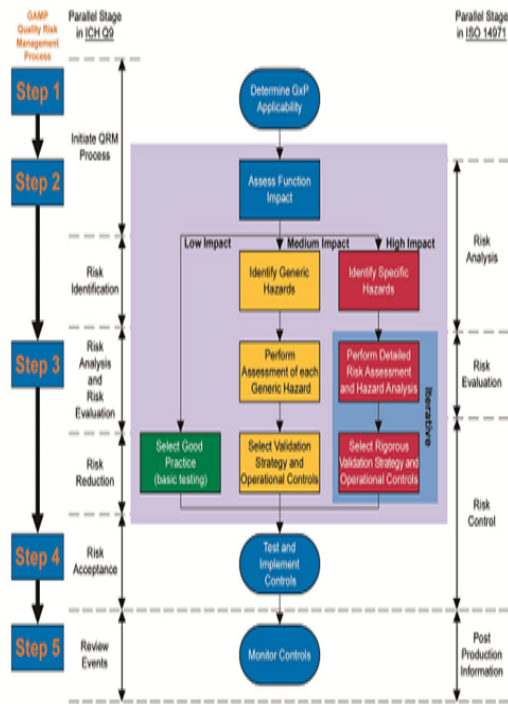 GAMP
Quality Risk
Management
Process
Parallel Stage
in ICH Q9
Parallel Stage
in ISO 14971
Step 1
Determine GxP
Applicability
Initiate QRM
Process
Step 2
Assess Function
Impact
Low Impact
Medium Impact
High Impact
Risk
Analysis
Risk
Identification
Identify Generic
Hazards
Identify Specific
Hazards
Step 3
Risk
Analysis
and
Risk
Evaluation
Perform
Assessment of each
Generic Hazard
Perform Detailed
Risk Assessment
and Hazard Analysis
Iterative
Risk
Evaluation
Risk
Reduction
Select Good
Practice
(basic testing)
Select Validation
Strategy and
Operational Controls
Select Rigorous
Validation Strategy and
Operational Controls
Risk
Control
Step 4
Risk
Acceptance
Test and
Implement
Controls
Step 5
Review
Events
Monitor Controls
Post
Production
Information